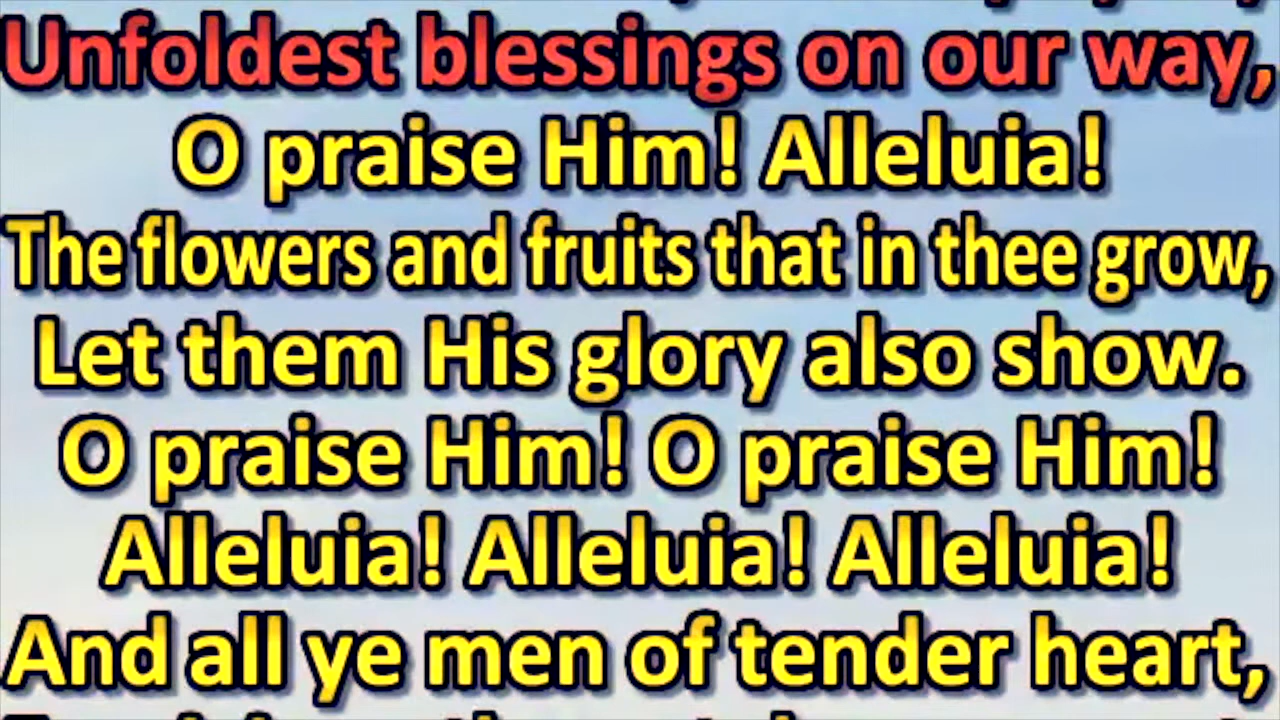 Unfoldest blessings on our way,
O praise Him! Alleluia!
The flowers and fruits that in thee grow,
Let them His glory also show.
O praise Him! O praise Him!
Alleluia! Alleluia! Alleluia!
And all ye men of tender heart,